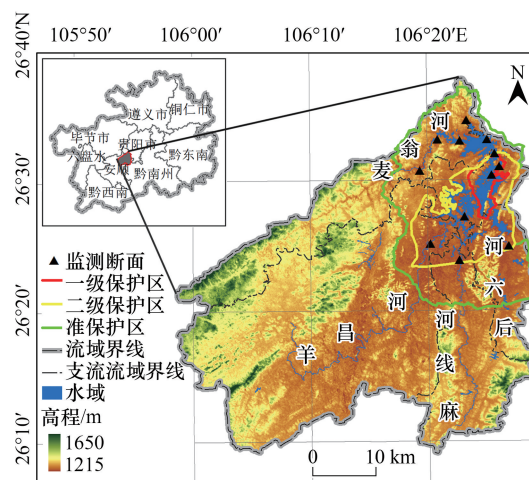 105°50′ 106°00′ 106°10′ 106°20′
26°40′N
26°30′
26°20′
26°10′
N
遵义市
铜仁市
毕节市
贵阳市
六盘水
安顺
黔东南
黔南州
黔西南
麦翁河
羊昌河
麻线河
后六河
监测断面
一级保护区
二级保护区
准保护区
流域界线
支流流域界线
水域
高程/m
1650
1215
0 10 km